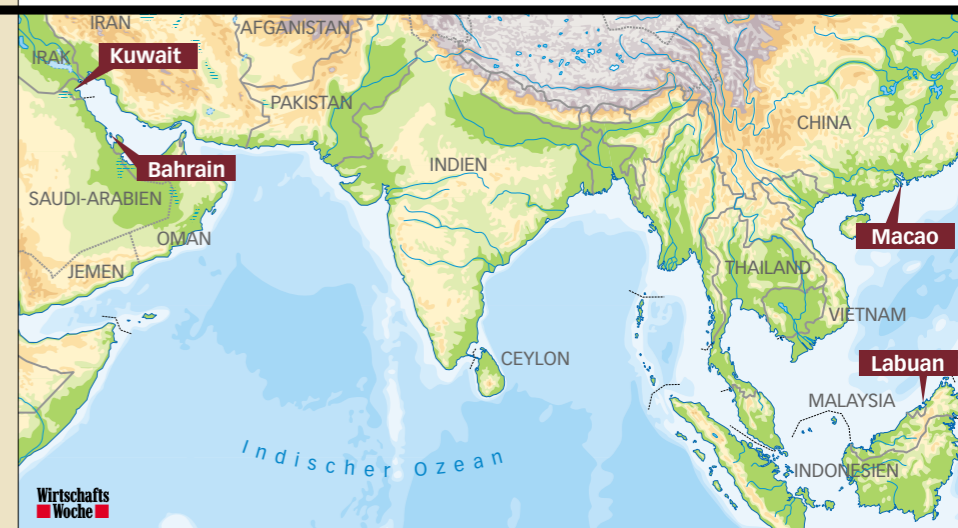 IRAN
AFGANISTAN
IRAK
Kuwait
PAKISTAN
CHINA
Bahrain
INDIEN
SAUDI-ARABIEN
OMAN
Macao
JEMEN
THAILAND
VIETNAM
CEYLON
Labuan
MALAYSIA
Indischer Ozean
INDONESIEN
Wirtschafts
Woche